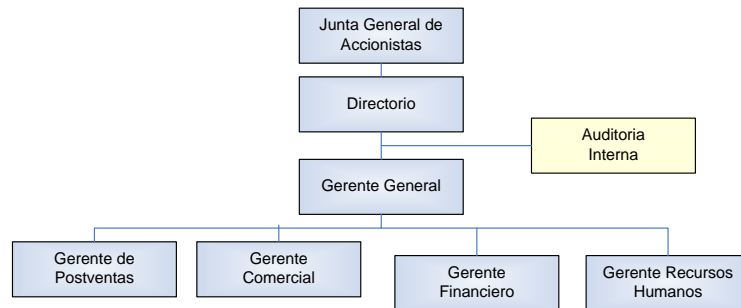 Junta General de
Accionistas
Directorio
Auditoria
Interna
Gerente General
Gerente de
Postventas
Gerente
Comercial
Gerente
Financiero
Gerente Recursos
Humanos